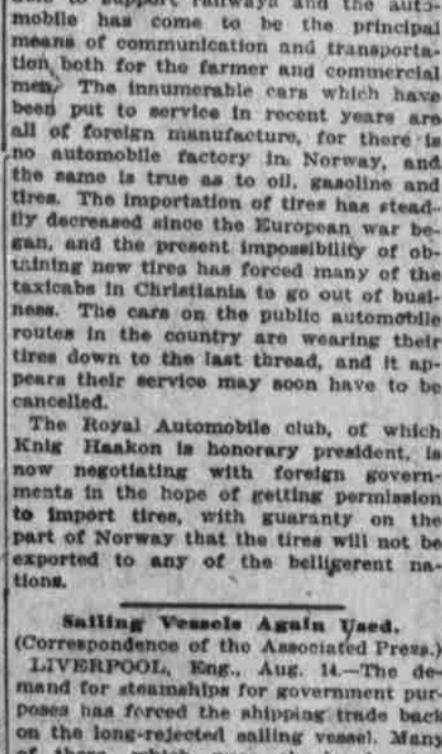 to support railways and the auto-
mobile has come to be the principal
means of communication and transporta-
tion both for the farmer and commercial
men. The innumerable cars which have
been put to service in recent years are
all of foreign manufacture, for there is
no automobile factory in Norway, and
the same is true as to oil, gasoline and
tires. The importation of tires has stead-
ily decreased since the European war be-
gan, and the present impossibility of ob-
taining new tires has forced many of the
taxicabs in Christiania to go out of busi-
ness. The cars on the public automobile
routes in the country are wearing their
tires down to the last thread, and it ap-
pears their service may soon have to be
cancelled.
The Royal Automobile club, of which
Knig Haakon is honorary president, is
now negotiating with foreign govern-
ments in the hope of getting permission
to import tires, with guaranty on the
part of Norway that the tires will not be
exported to any of the belligerent na-
tions.
Sailing Vessels Again Used.
(Correspondence of the Associated Press.)
LIVERPOOL, Eng., Aug. 14.—The de-
mand for steamships for government pur-
poses has forced the shipping trade back
on the long-rejected sailing vessel. Many
of these, which